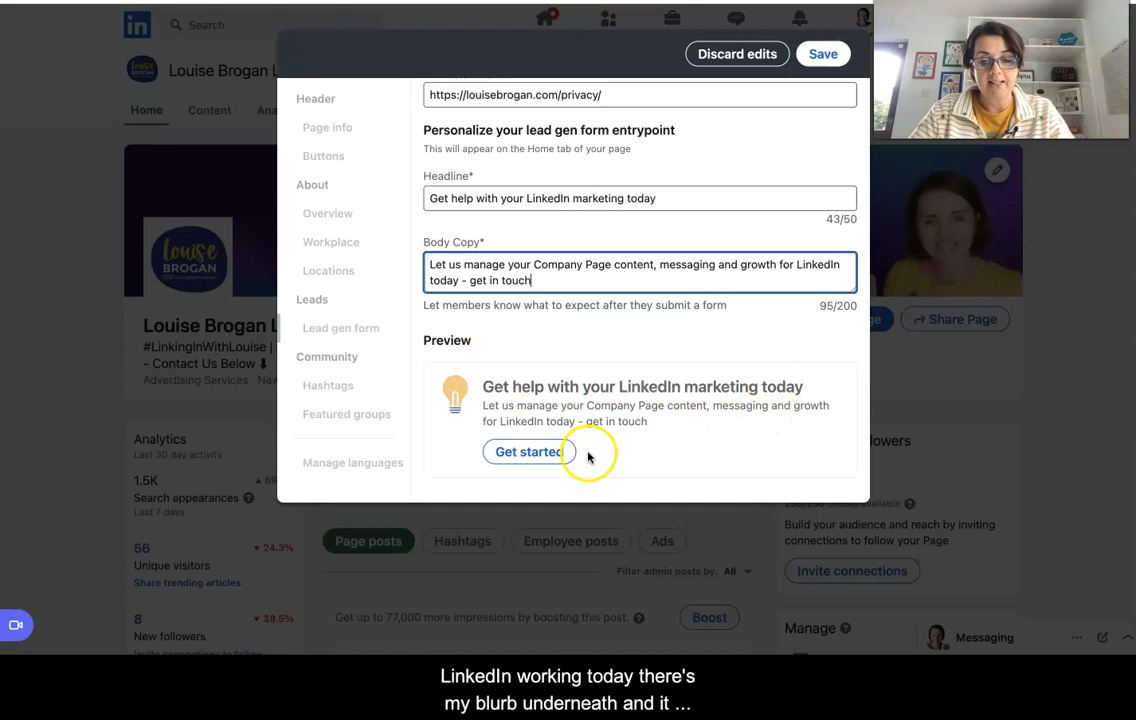 in
Search
Louise Brogan L
Home
Content
Ana
Discard edits
Save
Header
Page info
Buttons
About
Overview
Workplace
Locations
Leads
Lead gen form
Community
Hashtags
Featured groups
Manage languages
https://louisebrogan.com/privacy/
Personalize your lead gen form entrypoint
This will appear on the Home tab of your page
Headline*
Get help with your LinkedIn marketing today
43/50
Body Copy*
Let us manage your Company Page content, messaging and growth for LinkedIn
today - get in touch
Let members know what to expect after they submit a form
95/200
Preview
Get help with your LinkedIn marketing today
Let us manage your Company Page content, messaging and growth
for LinkedIn today - get in touch
Get started
Louise
BROGAN
Louise Brogan L
#LinkingInWithLouise |
- Contact Us Below ⬇
Advertising Services · New
Share Page
Analytics
Last 30 day activity
1.5K
Search appearances
Last 7 days
56
24.3%
Unique visitors
Share trending articles
8
38.5%
New followers
Page posts
Hashtags
Employee posts
Ads
Filter admin posts by: All
Get up to 77,000 more impressions by boosting this post.
Boost
Build your audience and reach by inviting
connections to follow your Page
Invite connections
Manage
Messaging
LinkedIn working today there's
my blurb underneath and it ...